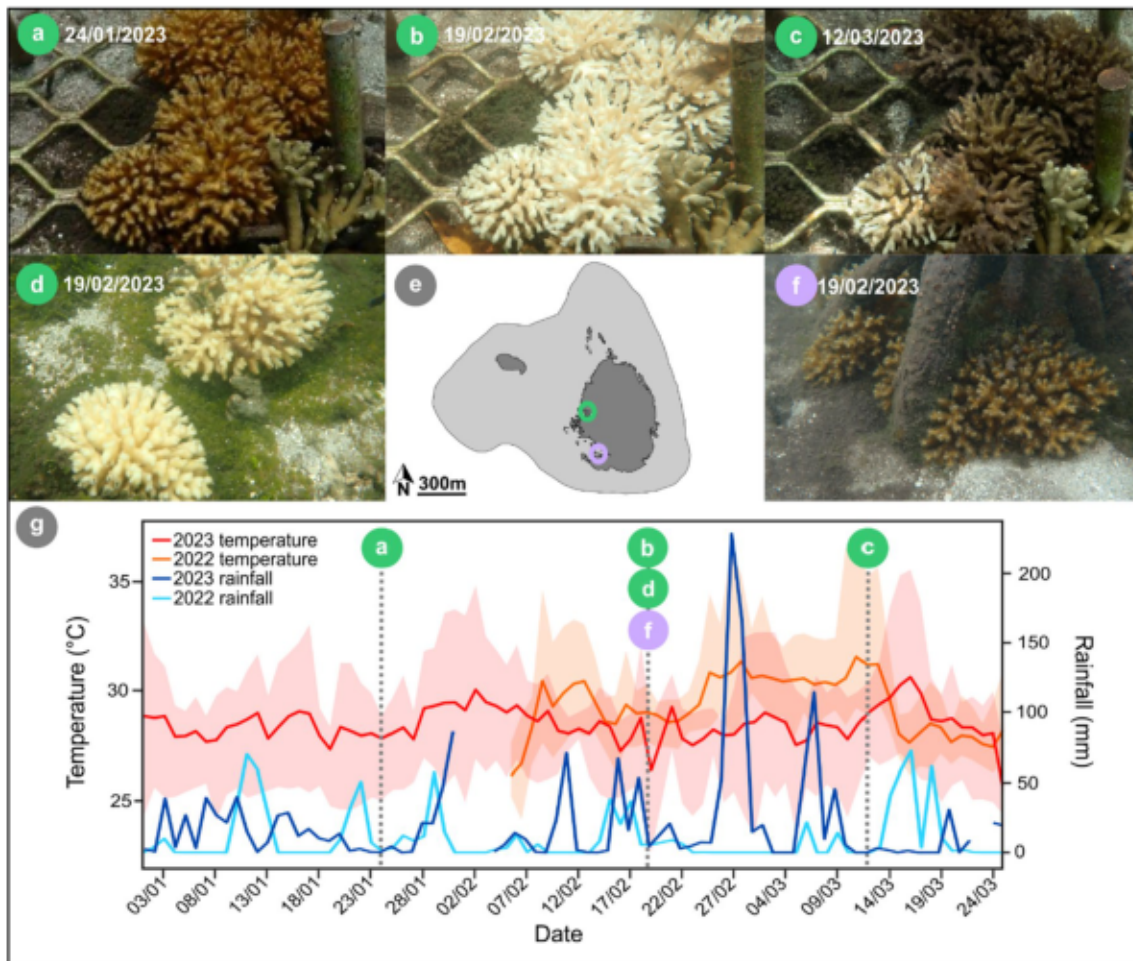 a 24/01/2023
b 19/02/2023
c 12/03/2023
d 19/02/2023
e
f 19/02/2023
N 300m
g
2023 temperature
2022 temperature
2023 rainfall
2022 rainfall
a
b
d
f
c
Temperature (°C)
35
30
25
Rainfall (mm)
200
150
100
50
0
03/01
08/01
13/01
18/01
23/01
28/01
02/02
07/02
12/02
17/02
22/02
27/02
04/03
09/03
14/03
19/03
24/03
Date